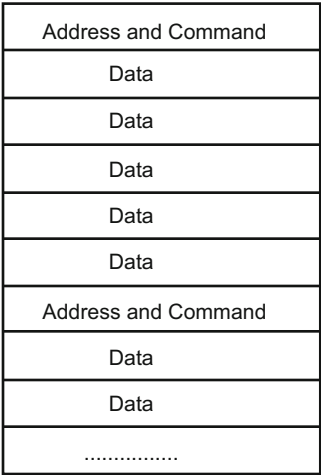 Address and Command
Data
Data
Data
Data
Data
Address and Command
Data
Data
................